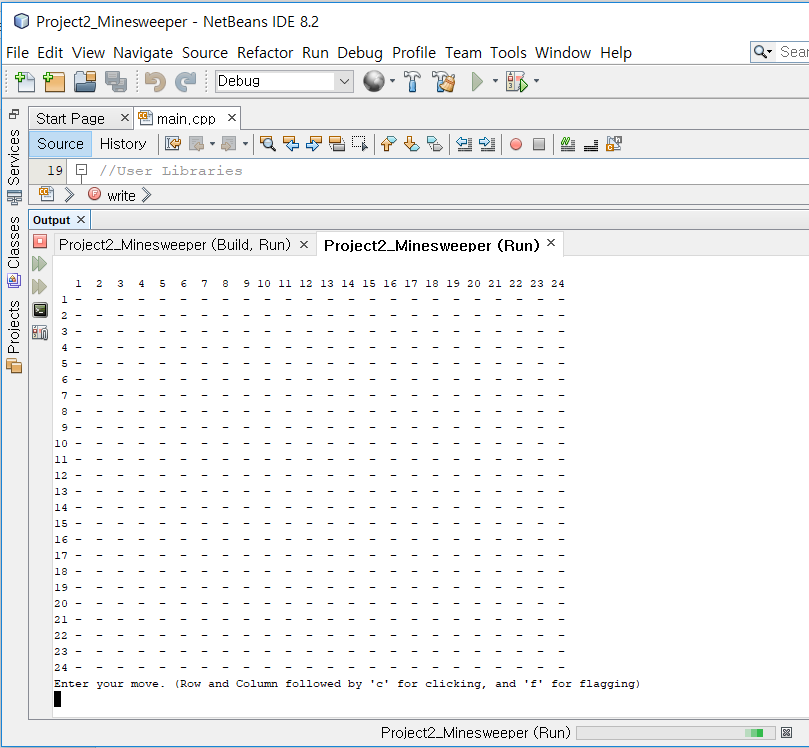 Project2_Minesweeper - NetBeans IDE 8.2
File Edit View Navigate Source Refactor Run Debug Profile Team Tools Window Help
Debug
Sear
Start Page
main.cpp
Source History
19 //User Libraries
write
Services
Classes
Projects
Output
Project2_Minesweeper (Build, Run)
Project2_Minesweeper (Run)
1 2 3 4 5 6 7 8 9 10 11 12 13 14 15 16 17 18 19 20 21 22 23 24
1 - - - - - - - - - - - - - - - - - - - - - - - -
2 - - - - - - - - - - - - - - - - - - - - - - - -
3 - - - - - - - - - - - - - - - - - - - - - - - -
4 - - - - - - - - - - - - - - - - - - - - - - - -
5 - - - - - - - - - - - - - - - - - - - - - - - -
6 - - - - - - - - - - - - - - - - - - - - - - - -
7 - - - - - - - - - - - - - - - - - - - - - - - -
8 - - - - - - - - - - - - - - - - - - - - - - - -
9 - - - - - - - - - - - - - - - - - - - - - - - -
10 - - - - - - - - - - - - - - - - - - - - - - - -
11 - - - - - - - - - - - - - - - - - - - - - - - -
12 - - - - - - - - - - - - - - - - - - - - - - - -
13 - - - - - - - - - - - - - - - - - - - - - - - -
14 - - - - - - - - - - - - - - - - - - - - - - - -
15 - - - - - - - - - - - - - - - - - - - - - - - -
16 - - - - - - - - - - - - - - - - - - - - - - - -
17 - - - - - - - - - - - - - - - - - - - - - - - -
18 - - - - - - - - - - - - - - - - - - - - - - - -
19 - - - - - - - - - - - - - - - - - - - - - - - -
20 - - - - - - - - - - - - - - - - - - - - - - - -
21 - - - - - - - - - - - - - - - - - - - - - - - -
22 - - - - - - - - - - - - - - - - - - - - - - - -
23 - - - - - - - - - - - - - - - - - - - - - - - -
24 - - - - - - - - - - - - - - - - - - - - - - - -
Enter your move. (Row and Column followed by 'c' for clicking, and 'f' for flagging)
Project2_Minesweeper (Run)